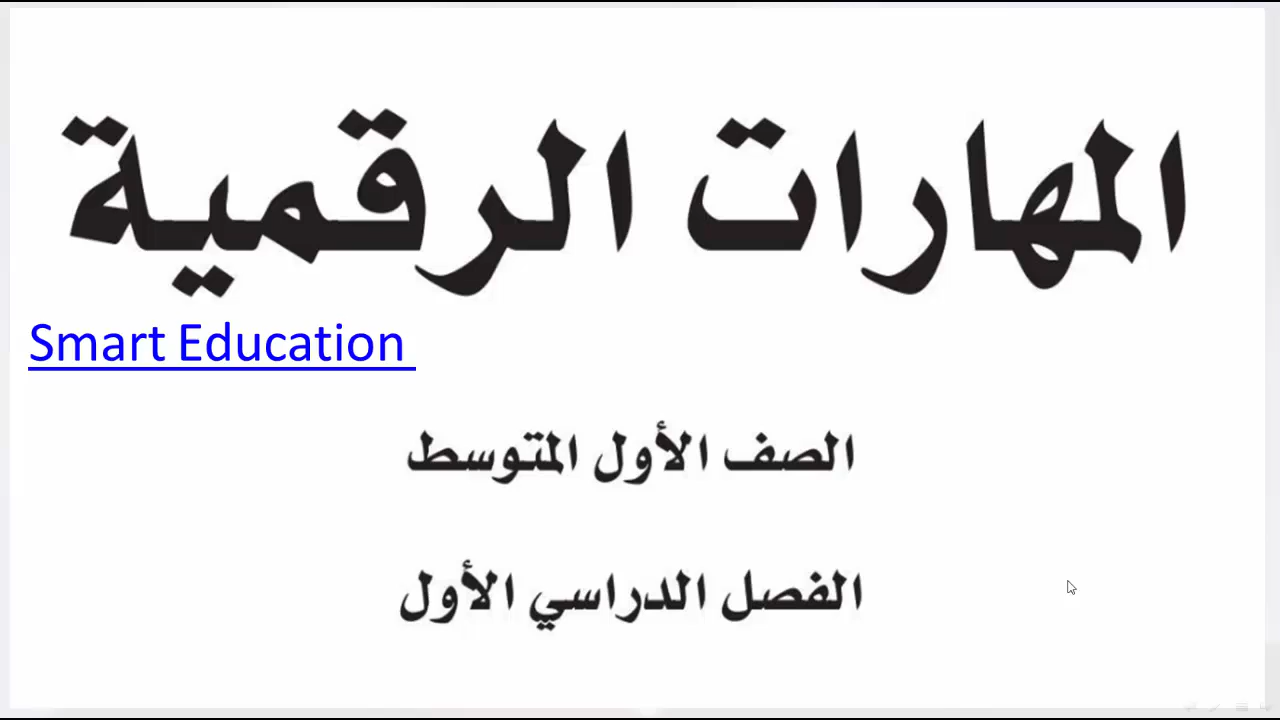 المهارات الرقمية
Smart Education
الصف الأول المتوسط
الفصل الدراسي الأول